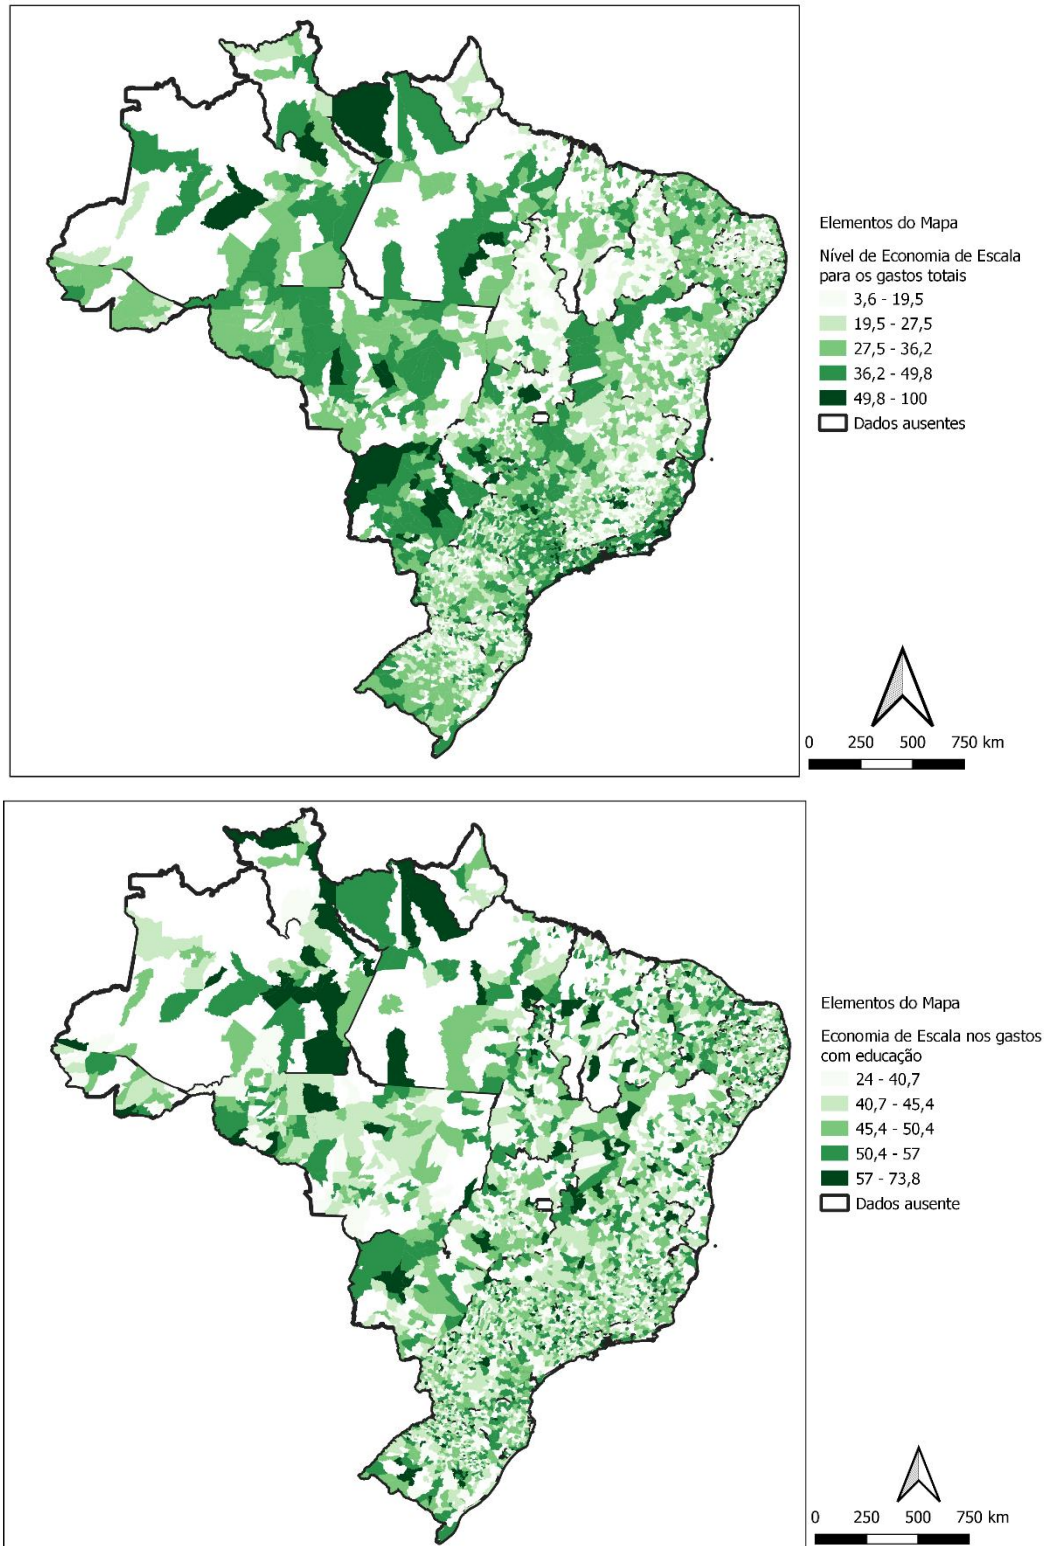 Elementos do Mapa
Nível de Economia de Escala
para os gastos totais
3,6 - 19,5
19,5 - 27,5
27,5 - 36,2
36,2 - 49,8
49,8 - 100
Dados ausentes
0 250 500 750 km
Elementos do Mapa
Economia de Escala nos gastos
com educação
24 - 40,7
40,7 - 45,4
45,4 - 50,4
50,4 - 57
57 - 73,8
Dados ausente
0 250 500 750 km